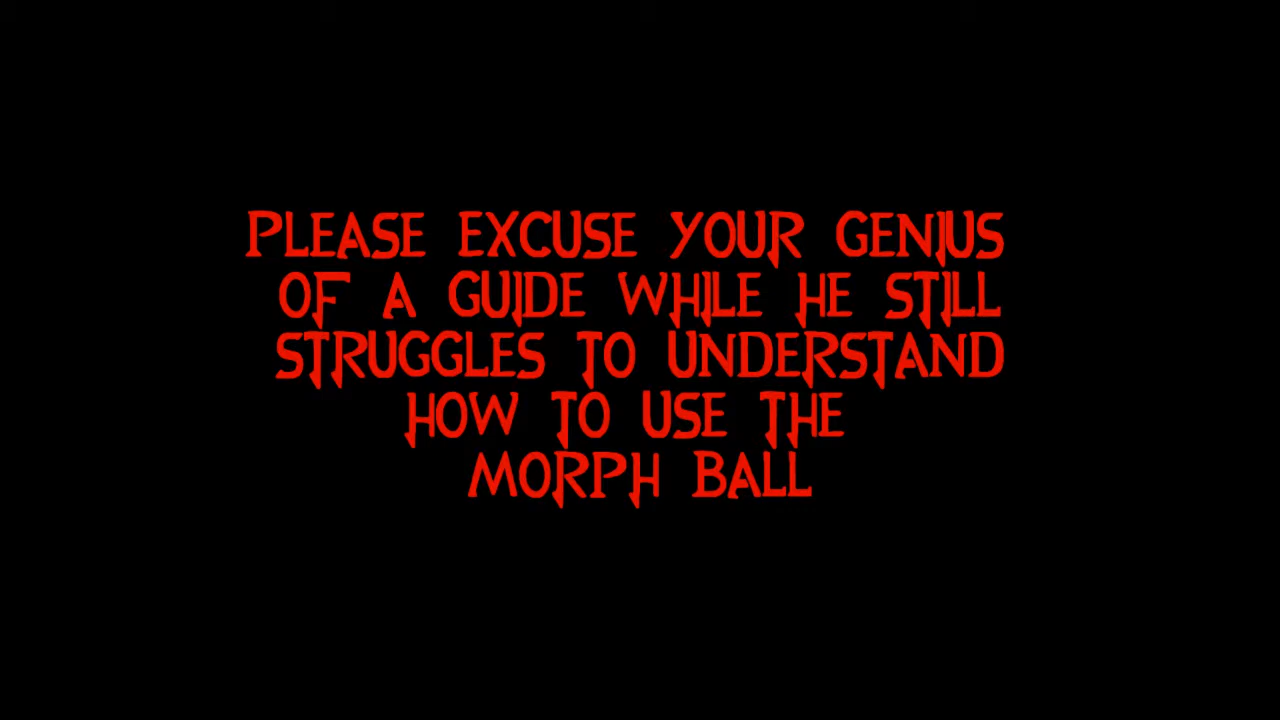 PLEASE EXCUSE YOUR GENIUS
OF A GUIDE WHILE HE STILL
STRUGGLES TO UNDERSTAND
HOW TO USE THE
MORPH BALL